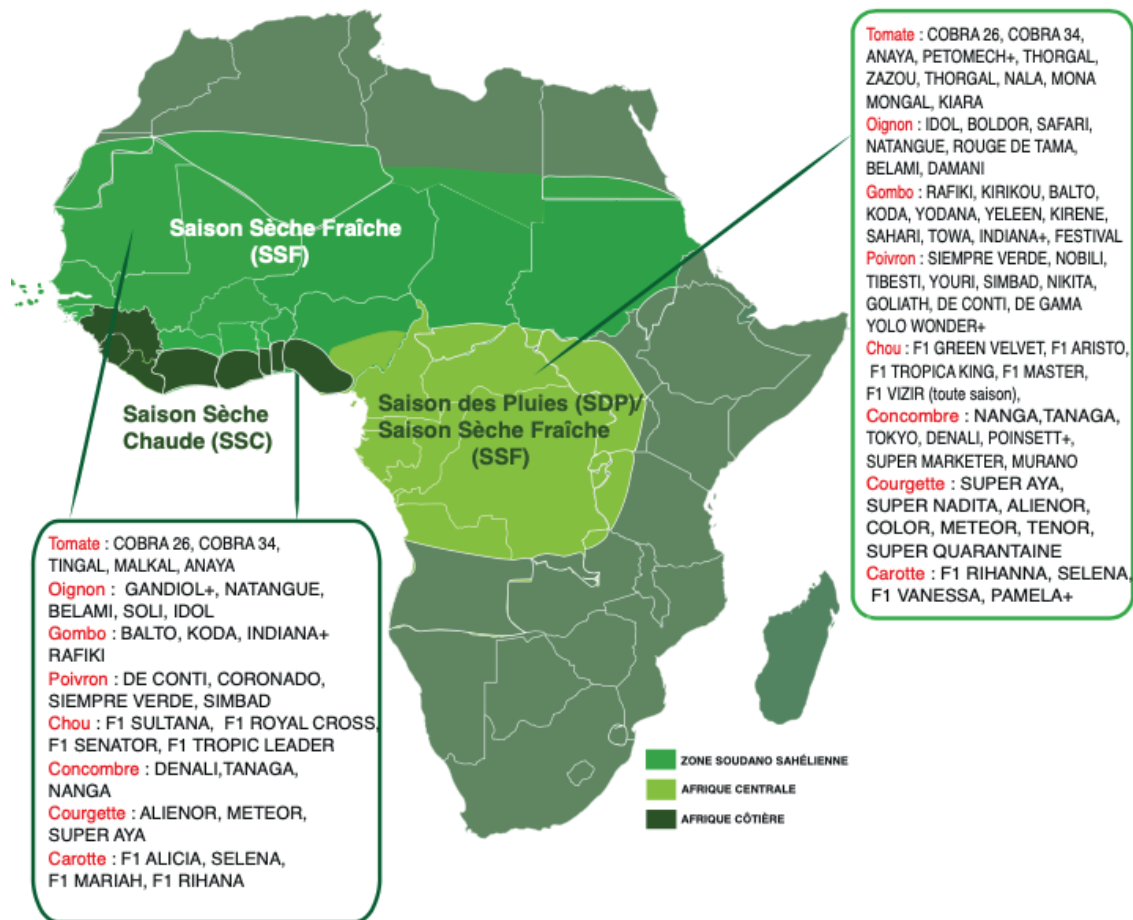 Saison Sèche Fraîche
(SSF)
Saison Sèche
Chaude (SSC)
Saison des Pluies (SDP)/
Saison Sèche Fraîche
(SSF)
Tomate : COBRA 26, COBRA 34,
ANAYA, PETOMECH+, THORGAL,
ZAZOU, THORGAL, NALA, MONA
MONGAL, KIARA
Oignon : IDOL, BOLDOR, SAFARI,
NATANGUE, ROUGE DE TAMA,
BELAMI, DAMANI
Gombo : RAFIKI, KIRIKOU, BALTO,
KODA, YODANA, YELEEN, KIRENE,
SAHARI, TOWA, INDIANA+, FESTIVAL
Poivron : SIEMPRE VERDE, NOBILI,
TIBESTI, YOURI, SIMBAD, NIKITA,
GOLIATH, DE CONTI, DE GAMA
YOLO WONDER+
Chou : F1 GREEN VELVET, F1 ARISTO,
F1 TROPICA KING, F1 MASTER,
F1 VIZIR (toute saison),
Concombre : NANGA,TANAGA,
TOKYO, DENALI, POINSETT+,
SUPER MARKETER, MURANO
Courgette : SUPER AYA,
SUPER NADITA, ALIENOR,
COLOR, METEOR, TENOR,
SUPER QUARANTAINE
Carotte : F1 RIHANNA, SELENA,
F1 VANESSA, PAMELA+
Tomate : COBRA 26, COBRA 34,
TINGAL, MALKAL, ANAYA
Oignon : GANDIOL+, NATANGUE,
BELAMI, SOLI, IDOL
Gombo : BALTO, KODA, INDIANA+
RAFIKI
Poivron : DE CONTI, CORONADO,
SIEMPRE VERDE, SIMBAD
Chou : F1 SULTANA, F1 ROYAL CROSS,
F1 SENATOR, F1 TROPIC LEADER
Concombre : DENALI,TANAGA,
NANGA
Courgette : ALIENOR, METEOR,
SUPER AYA
Carotte : F1 ALICIA, SELENA,
F1 MARIAH, F1 RIHANA
ZONE SOUDANO SAHÉLIENNE
AFRIQUE CENTRALE
AFRIQUE CÔTIÈRE